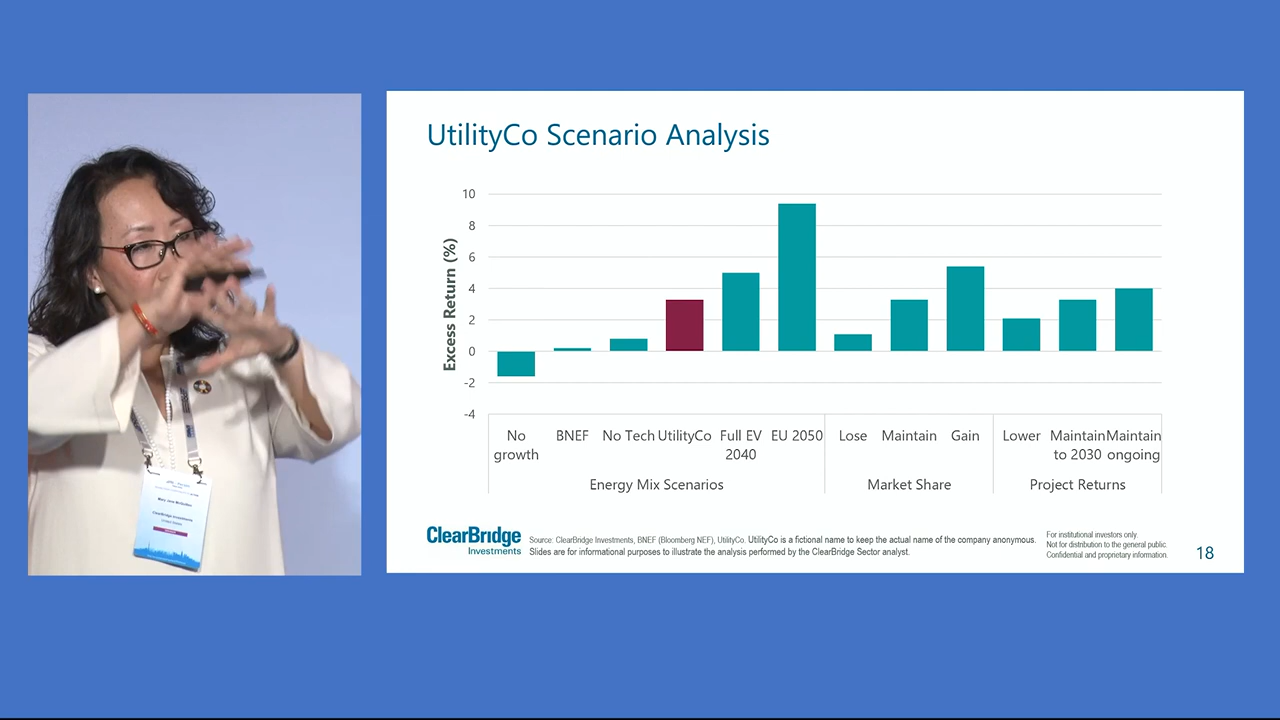 UtilityCo Scenario Analysis
Excess Return (%)
10
8
6
4
2
0
-2
-4
No growth
BNEF
No Tech
UtilityCo
Full EV 2040
EU 2050
Lose
Maintain
Gain
Lower
Maintain to 2030
Maintain ongoing
Energy Mix Scenarios
Market Share
Project Returns
ClearBridge
Investments
Source: ClearBridge Investments, BNEF (Bloomberg NEF), UtilityCo. UtilityCo is a fictional name to keep the actual name of the company anonymous.
Slides are for informational purposes to illustrate the analysis performed by the ClearBridge Sector analyst.
For institutional investors only.
Not for distribution to the general public.
Confidential and proprietary information.
18
ClearBridge Investments